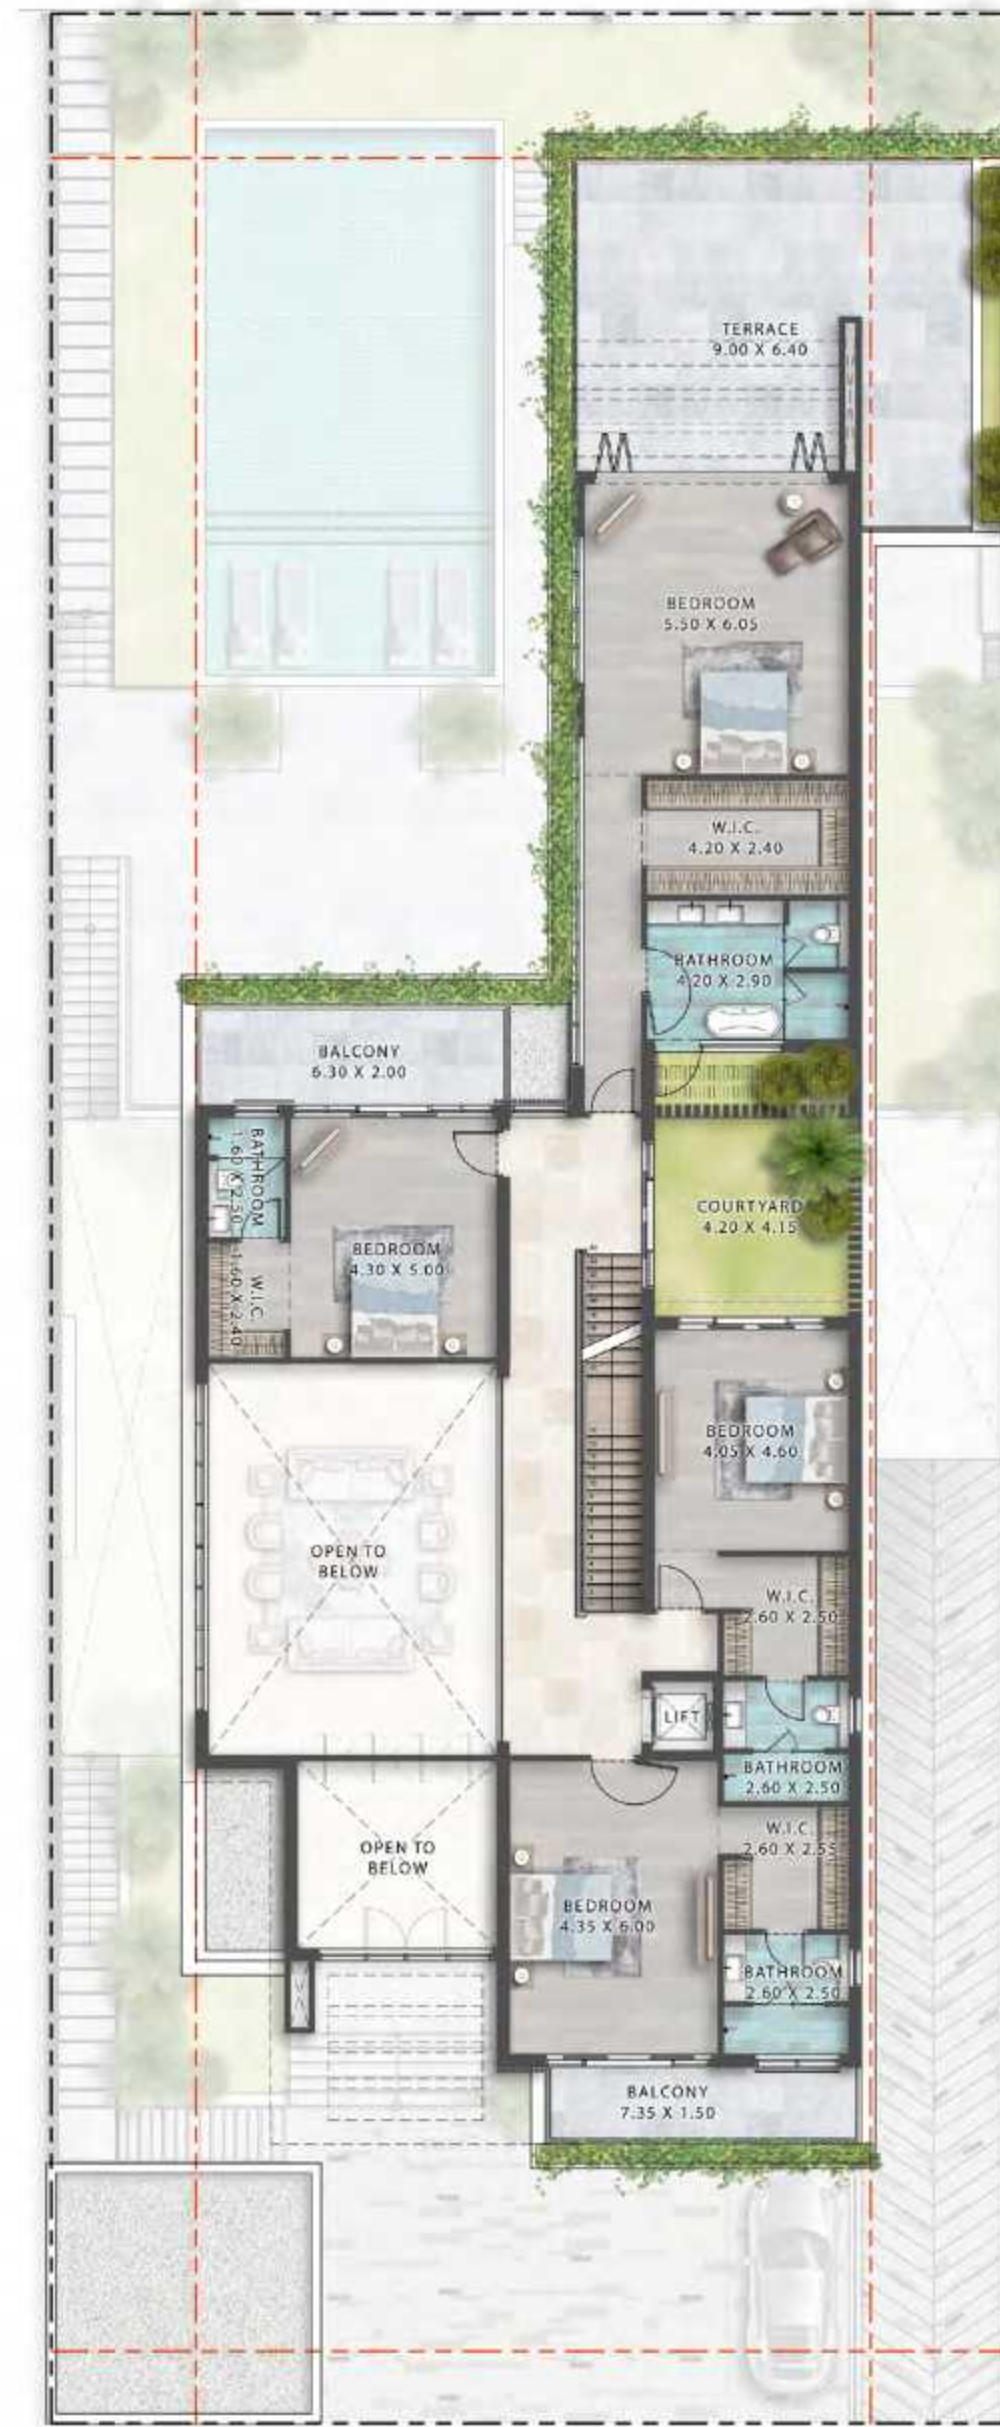 TERRACE
9.00 X 6.40
BEDROOM
5.50 X 6.05
W.I.C.
4.20 X 2.40
BATHROOM
4.20 X 2.90
BALCONY
6.30 X 2.00
BATHROOM
1.60 X 2.50
BEDROOM
4.30 X 5.00
W.I.C.
1.60 X 2.40
COURTYARD
4.20 X 4.15
BEDROOM
4.05 X 4.60
OPEN TO
BELOW
W.I.C.
2.60 X 2.50
LIFT
BATHROOM
2.60 X 2.50
W.I.C.
2.60 X 2.55
OPEN TO
BELOW
BEDROOM
4.35 X 6.00
BATHROOM
2.60 X 2.50
BALCONY
7.35 X 1.50